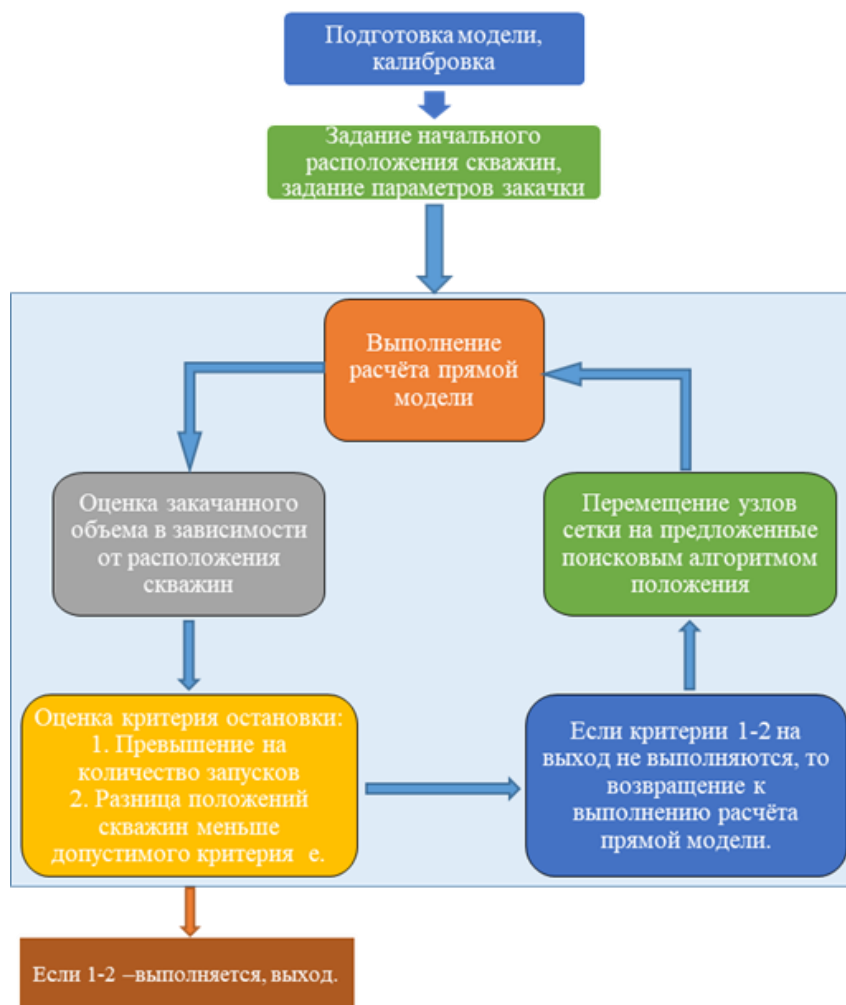 Подготовка модели,
калибровка
Задание начального
расположения скважин,
задание параметров закачки
Выполнение
расчёта прямой
модели
Оценка закачанного
объема в зависимости
от расположения
скважин
Перемещение узлов
сетки на предложенные
поисковым алгоритмом
положения
Оценка критерия остановки:
1. Превышение на
количество запусков
2. Разница положений
скважин меньше
допустимого критерия е.
Если критерии 1-2 на
выход не выполняются, то
возвращение к
выполнению расчёта
прямой модели.
Если 1-2 –выполняется, выход.